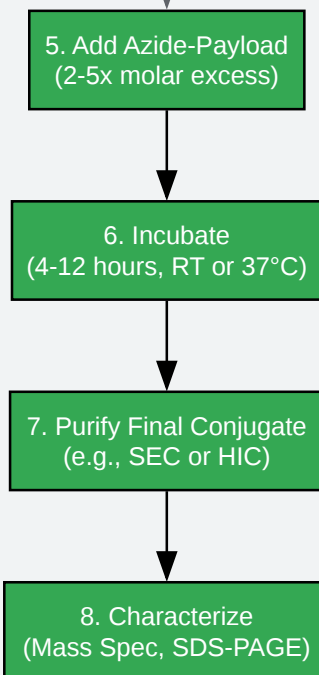 5. Add Azide-Payload
(2-5x molar excess)
6. Incubate
(4-12 hours, RT or 37°C)
7. Purify Final Conjugate
(e.g., SEC or HIC)
8. Characterize
(Mass Spec, SDS-PAGE)